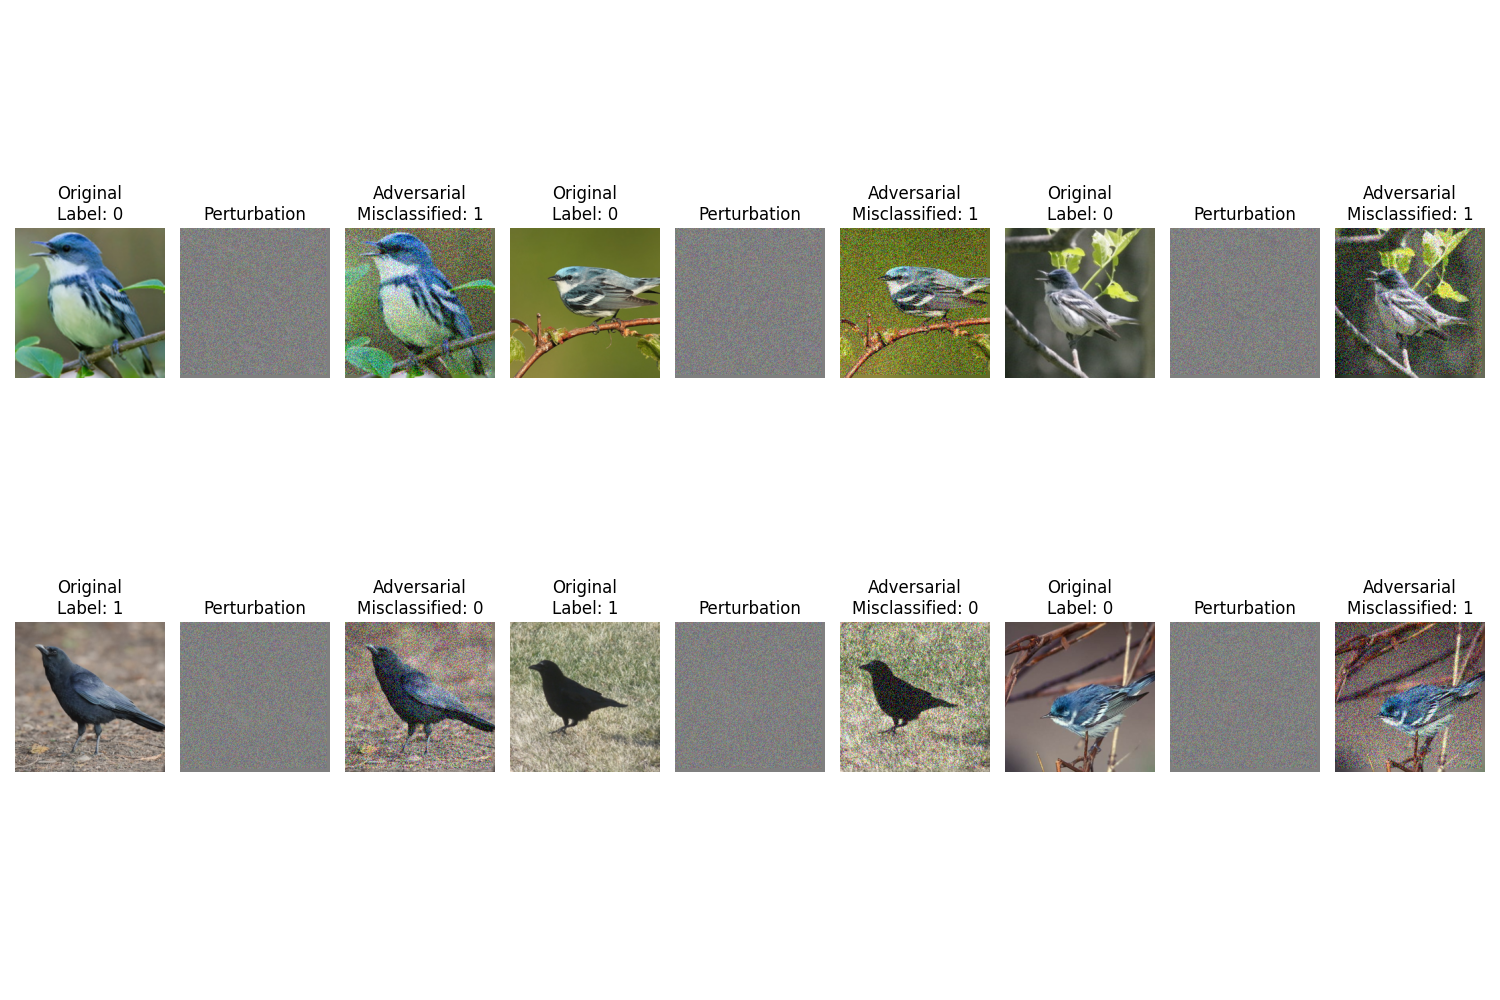 Original
Label: 0
Perturbation
Adversarial
Misclassified: 1
Original
Label: 0
Perturbation
Adversarial
Misclassified: 1
Original
Label: 0
Perturbation
Adversarial
Misclassified: 1
Original
Label: 1
Perturbation
Adversarial
Misclassified: 0
Original
Label: 1
Perturbation
Adversarial
Misclassified: 0
Original
Label: 0
Perturbation
Adversarial
Misclassified: 1